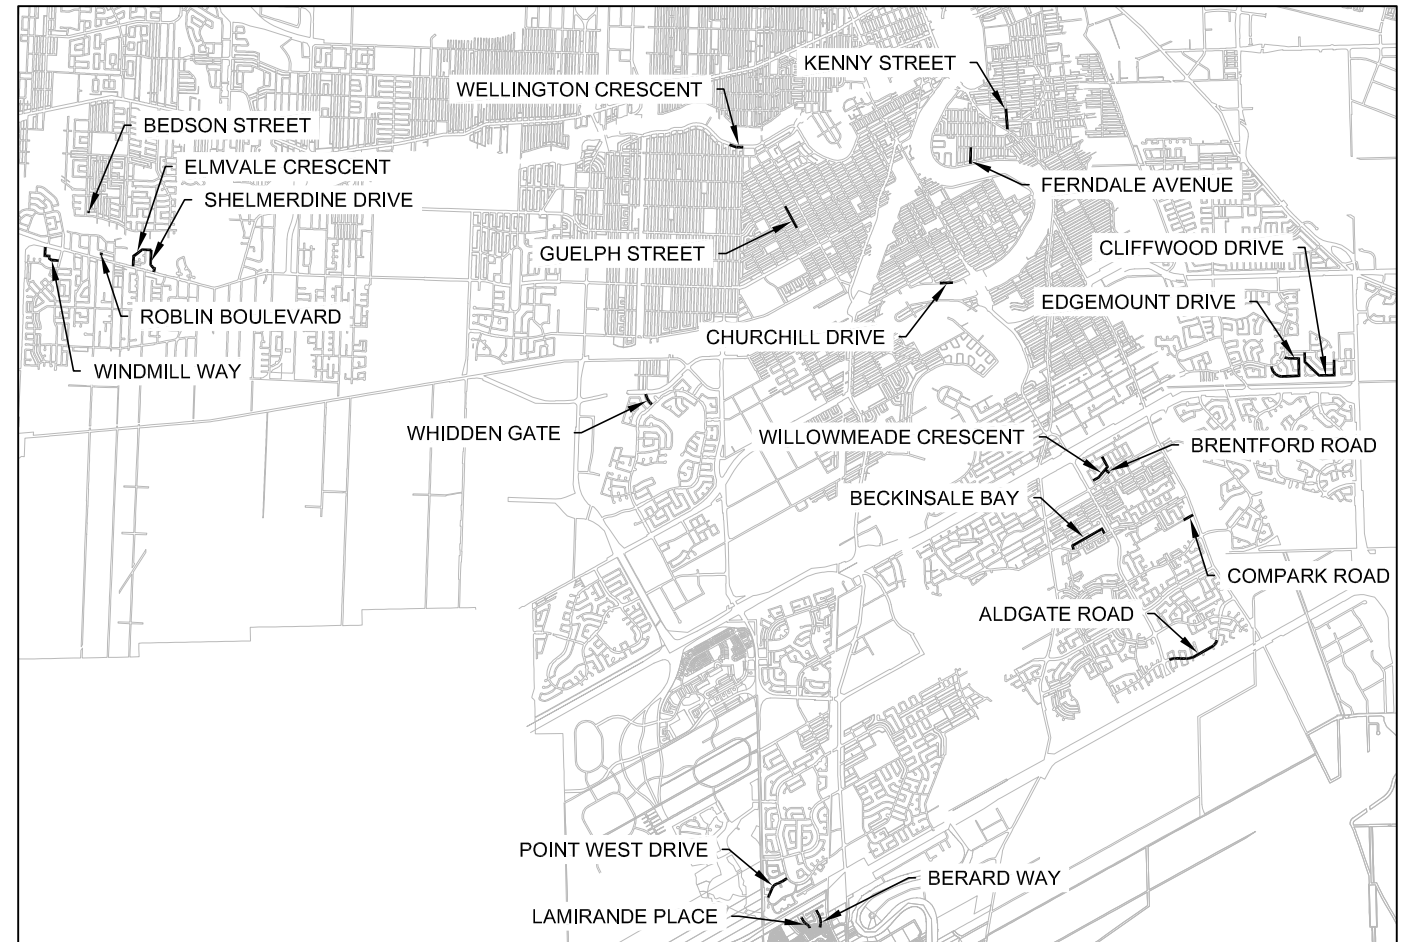 KENNY STREET
WELLINGTON CRESCENT
BEDSON STREET
ELMVALE CRESCENT
FERNDALE AVENUE
SHELMERDINE DRIVE
CLIFFWOOD DRIVE
GUELPH STREET
EDGEMOUNT DRIVE
ROBLIN BOULEVARD
CHURCHILL DRIVE
WINDMILL WAY
WHIDDEN GATE
WILLOWMEADE CRESCENT
BRENTFORD ROAD
BECKINSALE BAY
COMPARK ROAD
ALDGATE ROAD
POINT WEST DRIVE
BERARD WAY
LAMIRANDE PLACE